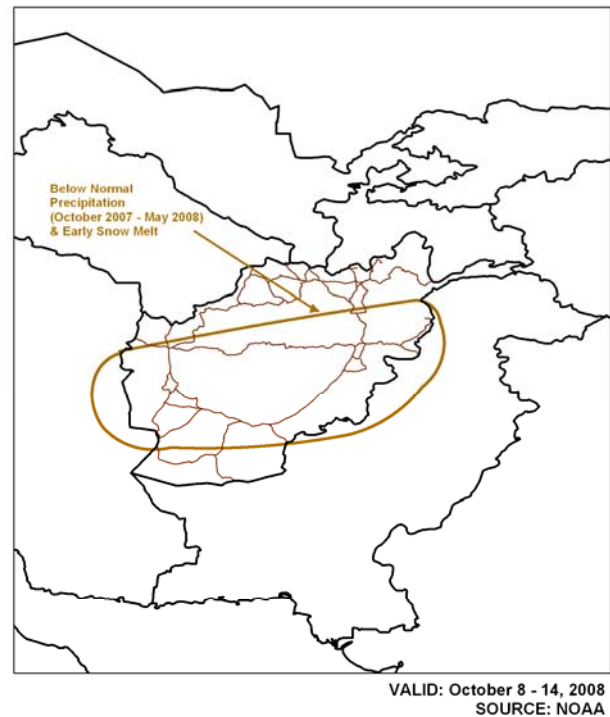 Below Normal
Precipitation
(October 2007 - May 2008)
& Early Snow Melt
VALID: October 8 - 14, 2008
SOURCE: NOAA